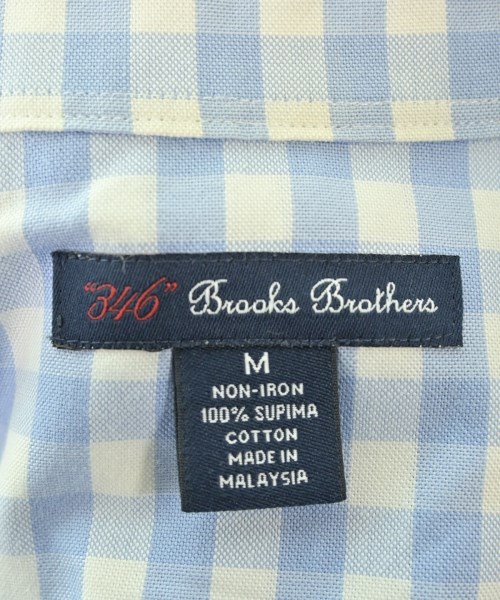 "346" Brooks Brothers
M
NON-IRON
100% SUPIMA
COTTON
MADE IN
MALAYSIA